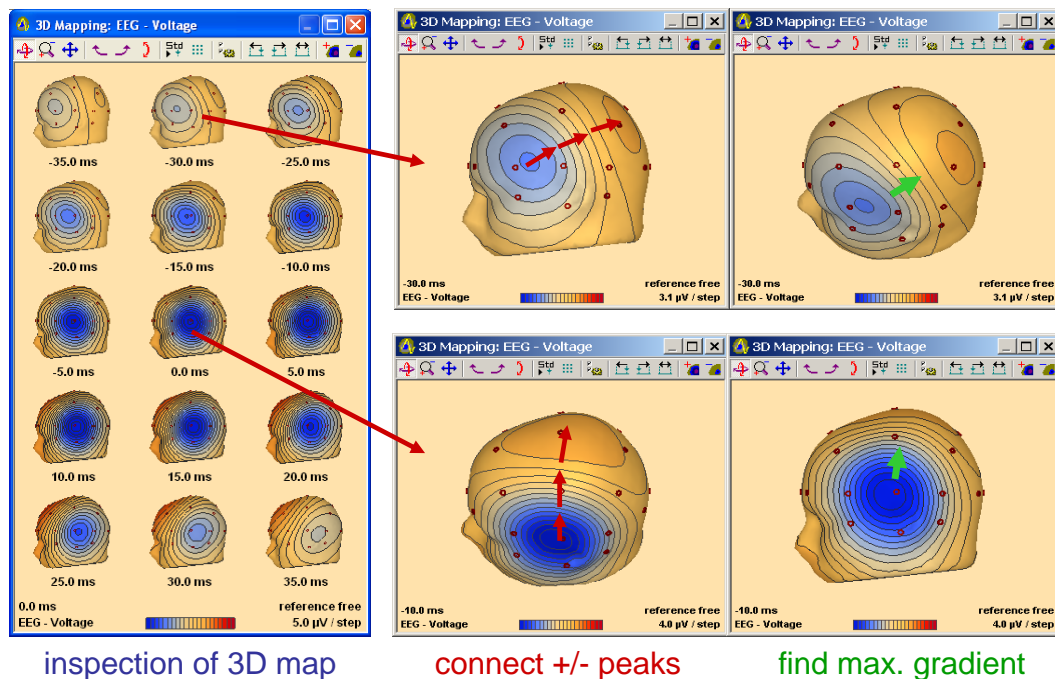 3D Mapping: EEG - Voltage
Std
-35.0 ms -30.0 ms -25.0 ms
-20.0 ms -15.0 ms -10.0 ms
-5.0 ms 0.0 ms 5.0 ms
10.0 ms 15.0 ms 20.0 ms
25.0 ms 30.0 ms 35.0 ms
0.0 ms reference free
EEG - Voltage 5.0 µV / step
3D Mapping: EEG - Voltage
Std
-30.0 ms reference free
EEG - Voltage 3.1 µV / step
3D Mapping: EEG - Voltage
Std
-30.0 ms reference free
EEG - Voltage 3.1 µV / step
3D Mapping: EEG - Voltage
Std
-10.0 ms reference free
EEG - Voltage 4.0 µV / step
3D Mapping: EEG - Voltage
Std
-10.0 ms reference free
EEG - Voltage 4.0 µV / step
inspection of 3D map connect +/- peaks find max. gradient